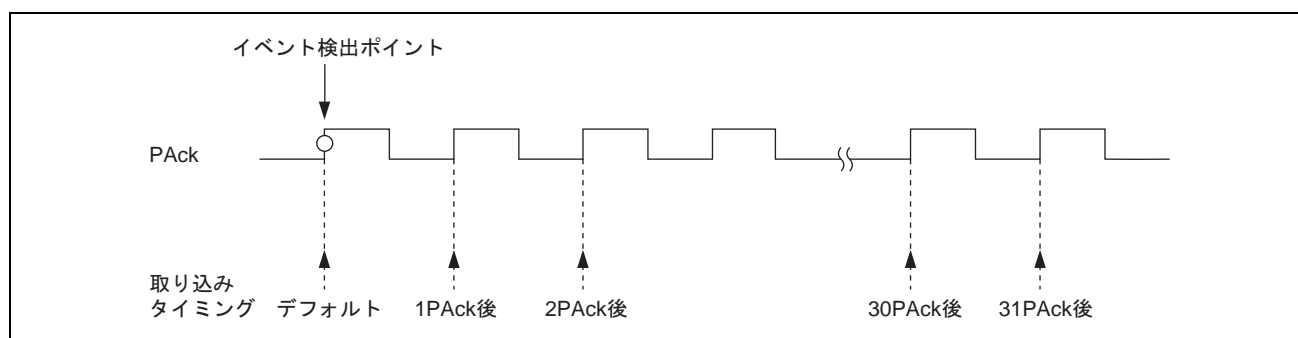 イベント検出ポイント
PAck
取り込み
タイミング デフォルト 1PAck後 2PAck後 30PAck後 31PAck後